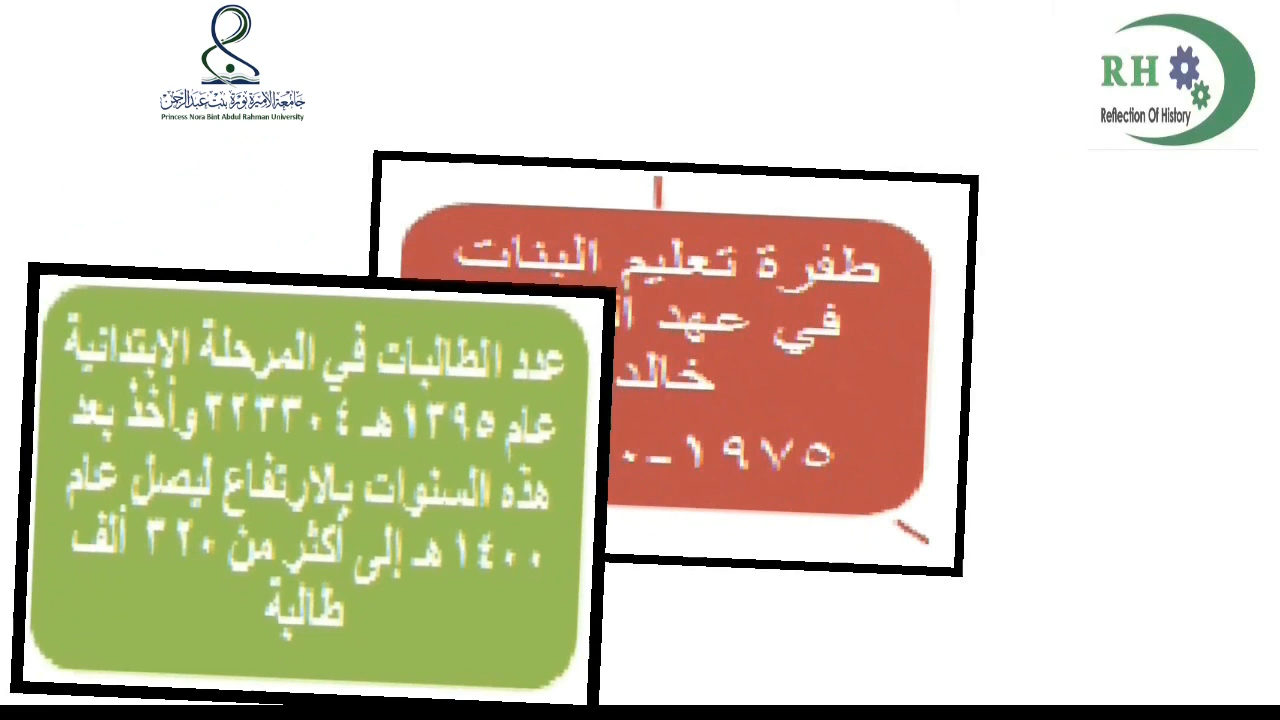 جامعة الأميرة نورة بنت عبدالرحمن
Princess Nora Bint Abdul Rahman University
RH
Reflection Of History
طفرة تعليم البنات
في عهد
خالد
١٩٧٥-٠
عدد الطالبات في المرحلة الابتدائية
عام ١٣٩٥هـ ٢٢٣٣٠٤ وأخذ بعد
هذه السنوات بالارتفاع ليصل عام
١٤٠٠هـ إلى أكثر من ٣٢٠ ألف
طالبة